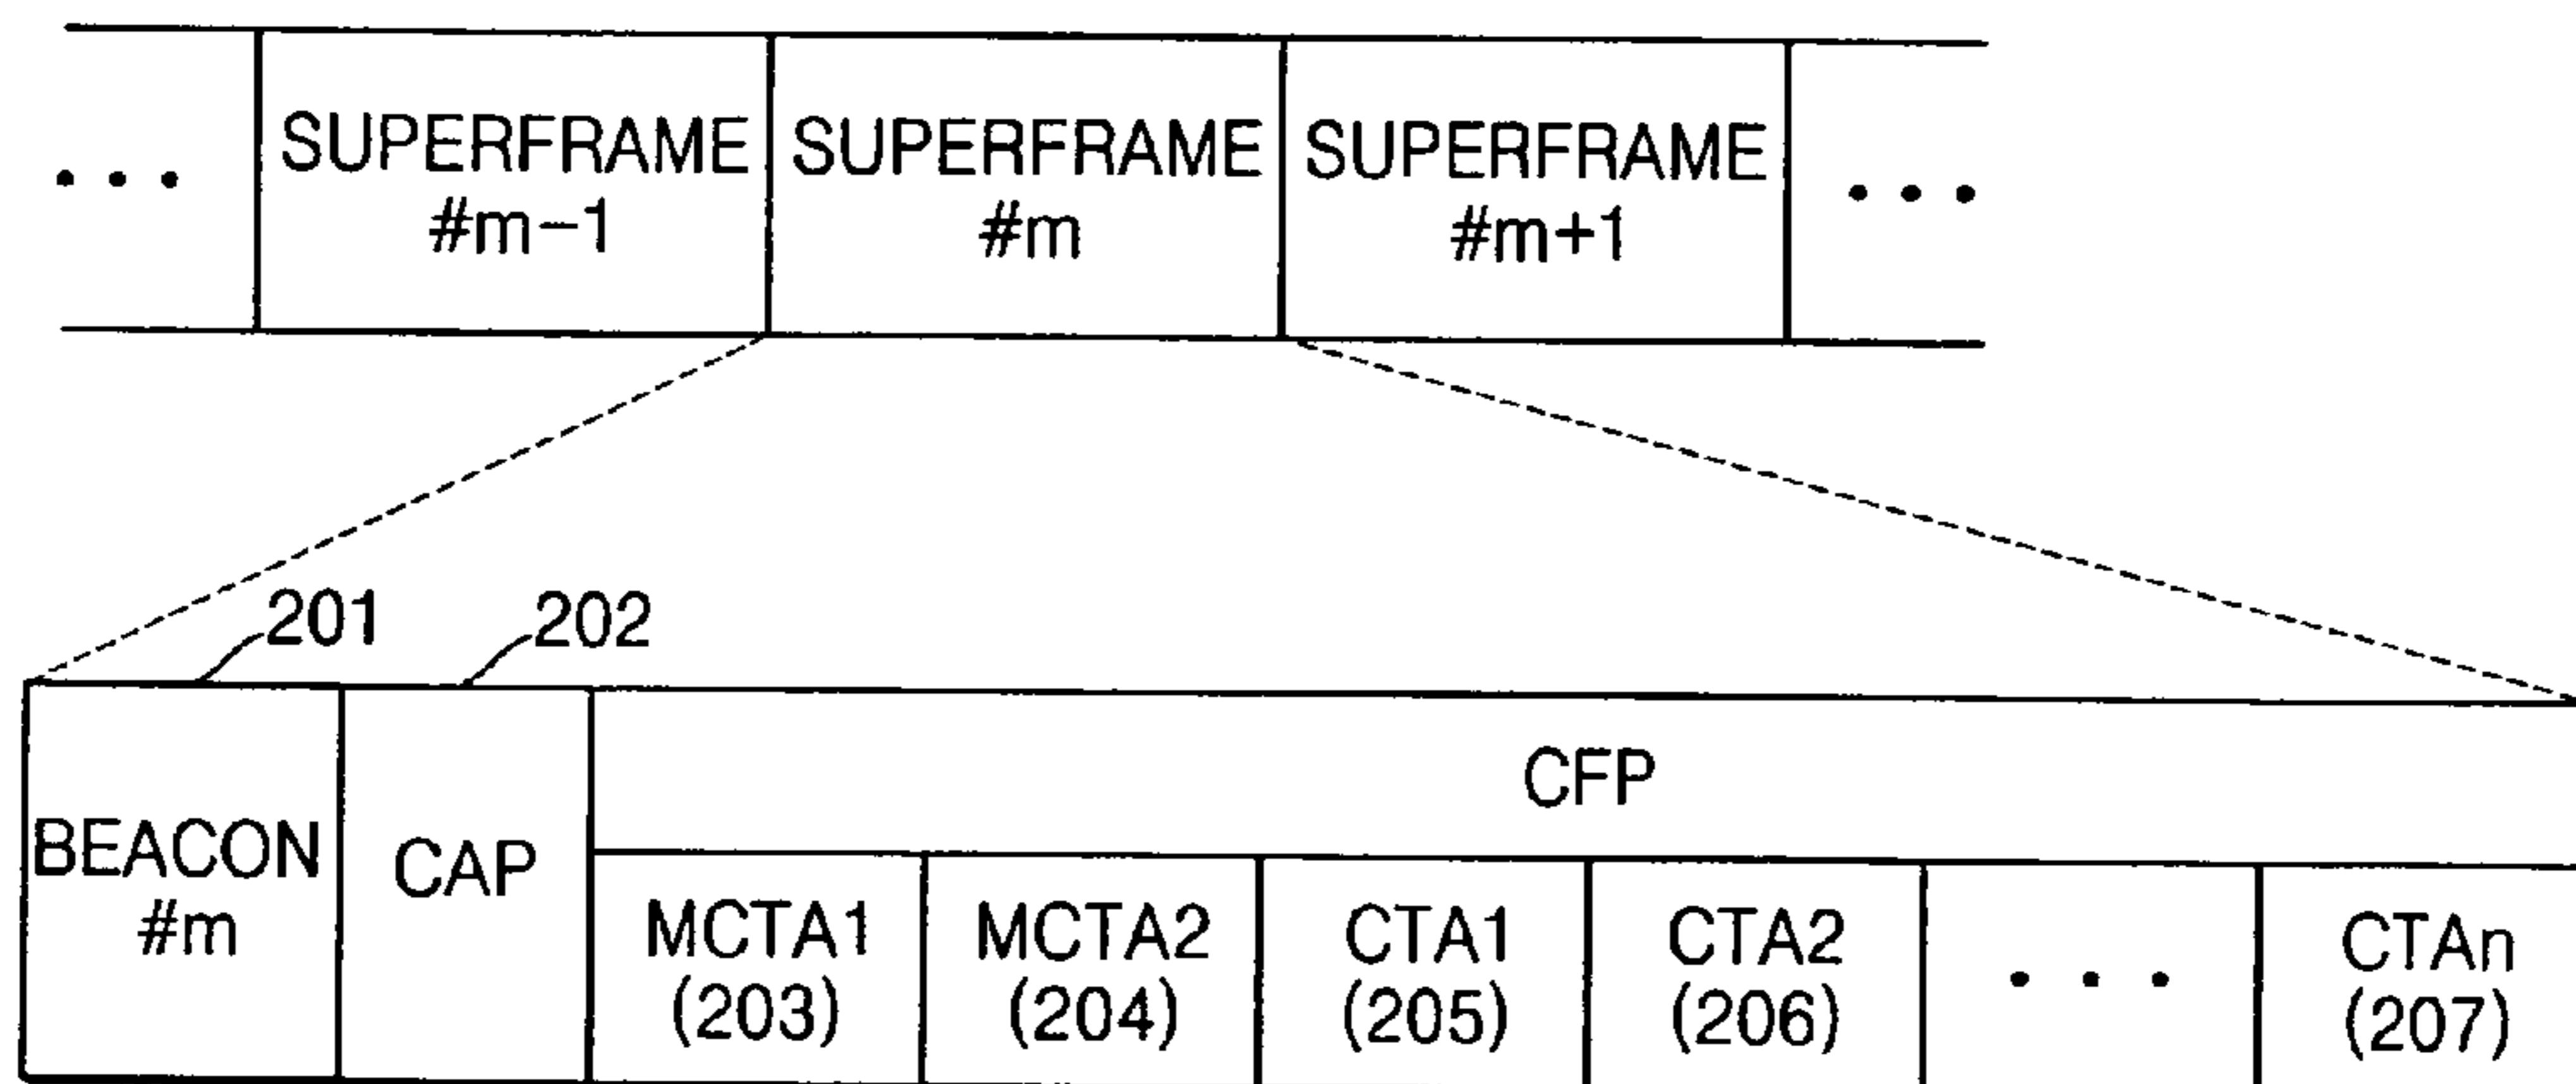 • • •
SUPERFRAME
#m−1
SUPERFRAME
#m
SUPERFRAME
#m+1
• • •
201
202
BEACON
#m
CAP
CFP
MCTA1
(203)
MCTA2
(204)
CTA1
(205)
CTA2
(206)
• • •
CTAn
(207)